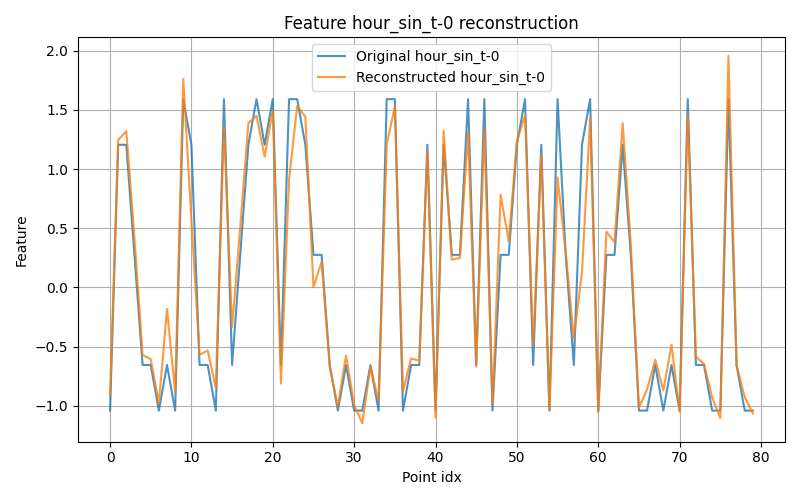 Feature hour_sin_t-0 reconstruction
Original hour_sin_t-0
Reconstructed hour_sin_t-0
Feature
2.0
1.5
1.0
0.5
0.0
−0.5
−1.0
0 10 20 30 40 50 60 70 80
Point idx